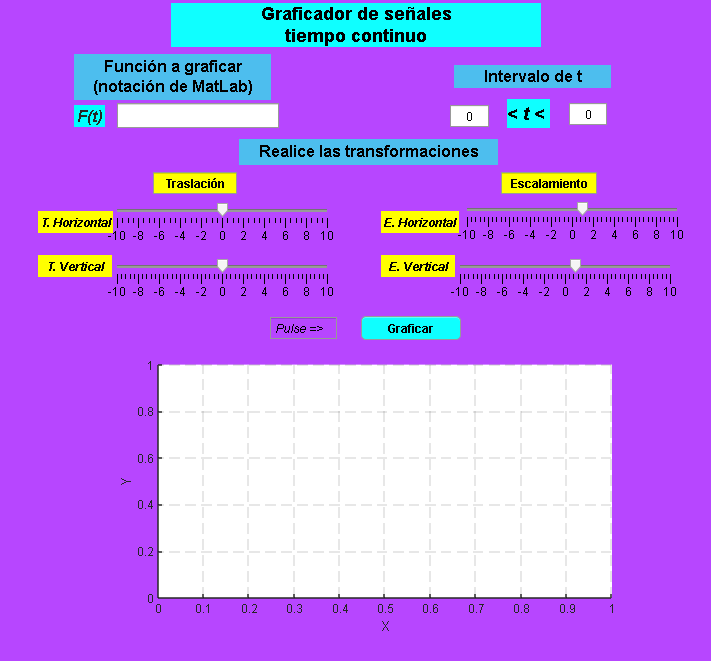 Graficador de señales
tiempo continuo
Función a graficar
(notación de MatLab)
Intervalo de t
F(t)
0 < t < 0
Realice las transformaciones
Traslación
Escalamiento
T. Horizontal
-10 -8 -6 -4 -2 0 2 4 6 8 10
E. Horizontal
-10 -8 -6 -4 -2 0 2 4 6 8 10
T. Vertical
-10 -8 -6 -4 -2 0 2 4 6 8 10
E. Vertical
-10 -8 -6 -4 -2 0 2 4 6 8 10
Pulse =>
Graficar
1
0.8
0.6
Y
0.4
0.2
0
0 0.1 0.2 0.3 0.4 0.5 0.6 0.7 0.8 0.9 1
X